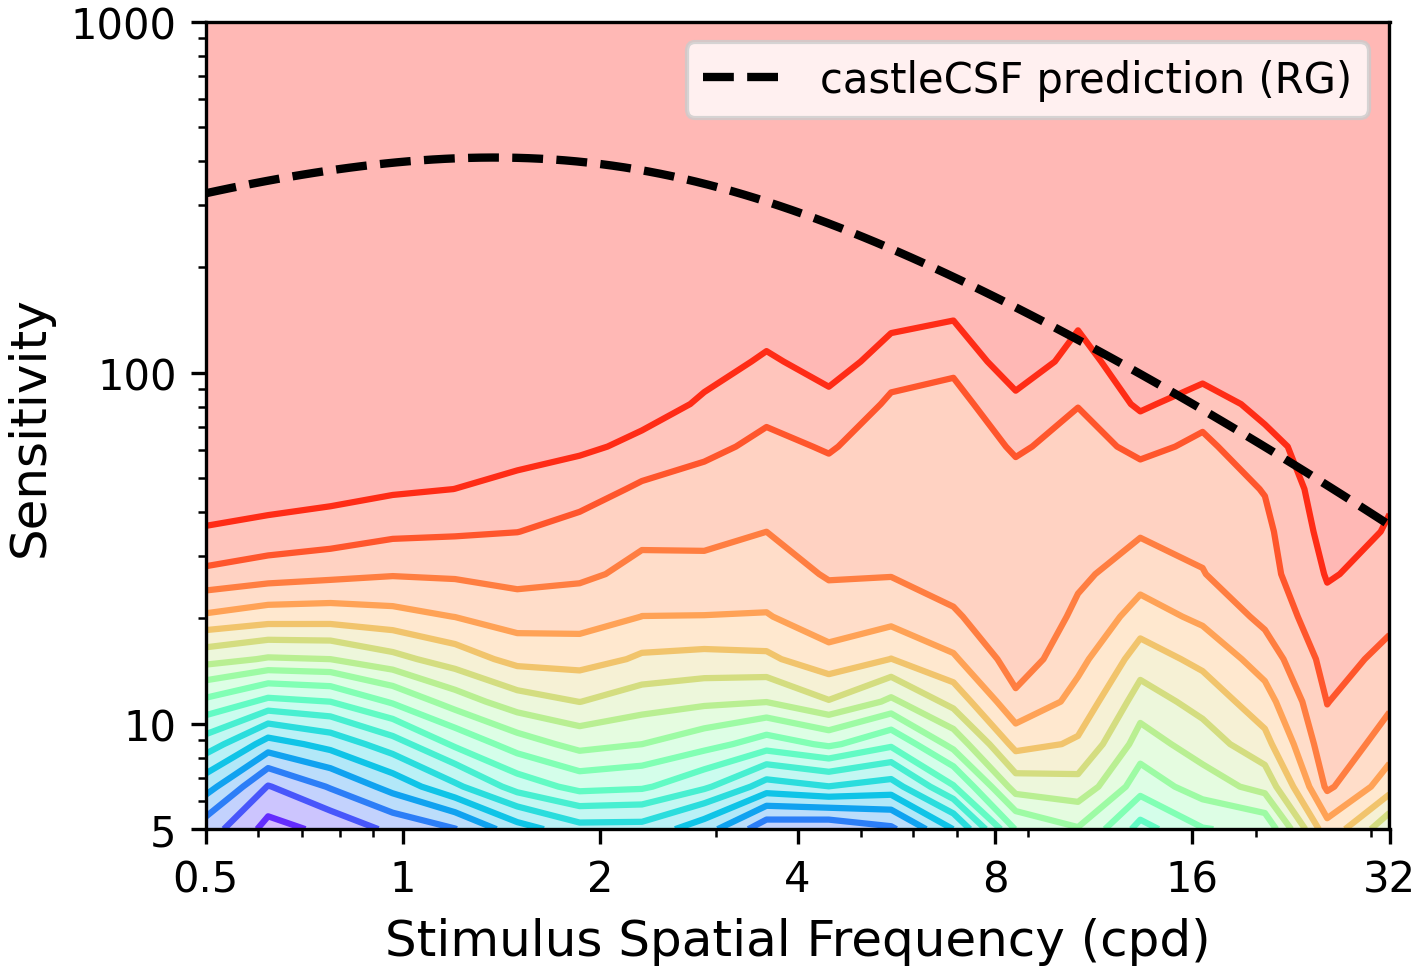 1000
castleCSF prediction (RG)
Sensitivity
100
10
5
0.5 1 2 4 8 16 32
Stimulus Spatial Frequency (cpd)